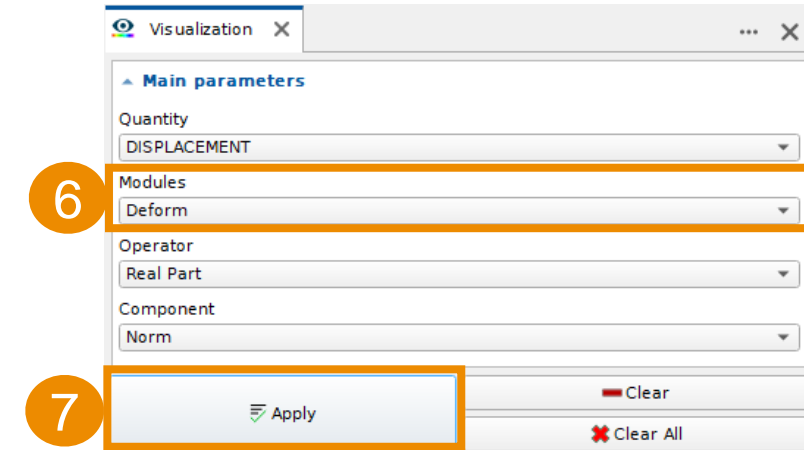 Visualization
Main parameters
Quantity
DISPLACEMENT
6
Modules
Deform
Operator
Real Part
Component
Norm
7
Apply
Clear
Clear All